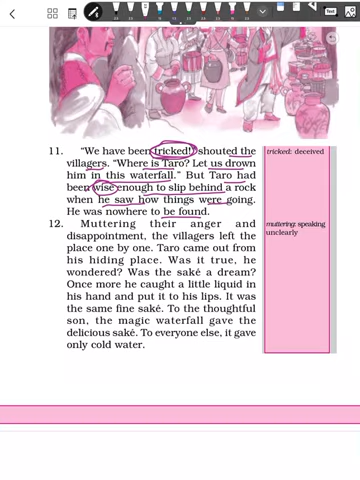 11. "We have been tricked!" shouted the
tricked: deceived
villagers. "Where is Taro? Let us drown
him in this waterfall." But Taro had
been wise enough to slip behind a rock
when he saw how things were going.
He was nowhere to be found.
12. Muttering their anger and
muttering: speaking
disappointment, the villagers left the
unclearly
place one by one. Taro came out from
his hiding place. Was it true, he
wondered? Was the saké a dream?
Once more he caught a little liquid in
his hand and put it to his lips. It was
the same fine saké. To the thoughtful
son, the magic waterfall gave the
delicious saké. To everyone else, it gave
only cold water.